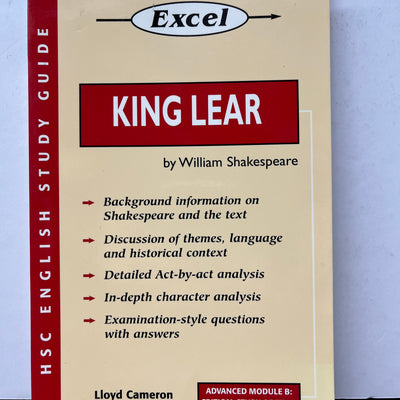 Excel
HSC ENGLISH STUDY GUIDE
KING LEAR
by William Shakespeare
Background information on
Shakespeare and the text
Discussion of themes, language
and historical context
Detailed Act-by-act analysis
In-depth character analysis
Examination-style questions
with answers
Lloyd Cameron
ADVANCED MODULE B: